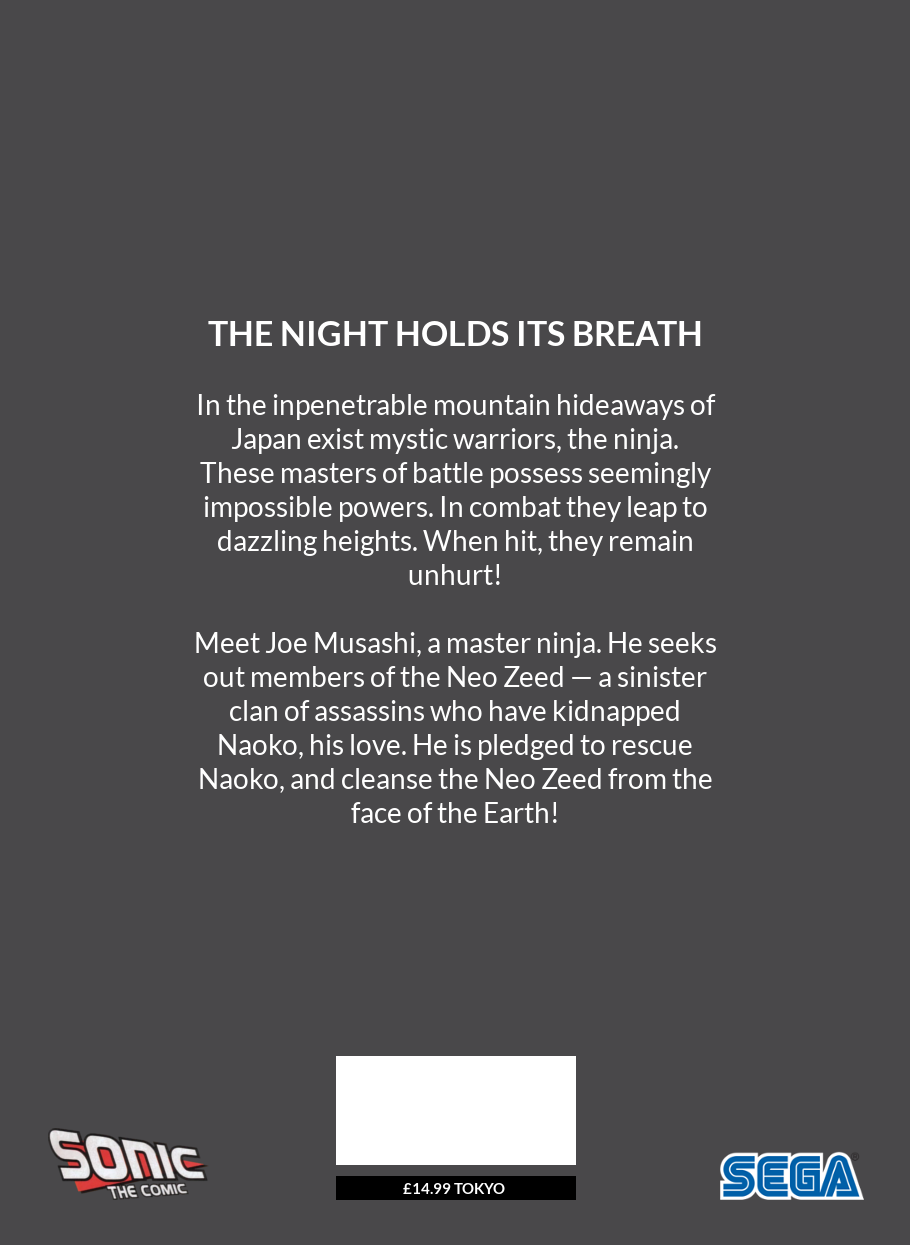 THE NIGHT HOLDS ITS BREATH
In the inpenetrable mountain hideaways of
Japan exist mystic warriors, the ninja.
These masters of battle possess seemingly
impossible powers. In combat they leap to
dazzling heights. When hit, they remain
unhurt!
Meet Joe Musashi, a master ninja. He seeks
out members of the Neo Zeed — a sinister
clan of assassins who have kidnapped
Naoko, his love. He is pledged to rescue
Naoko, and cleanse the Neo Zeed from the
face of the Earth!
SONIC
THE COMIC
£14.99 TOKYO
SEGA®